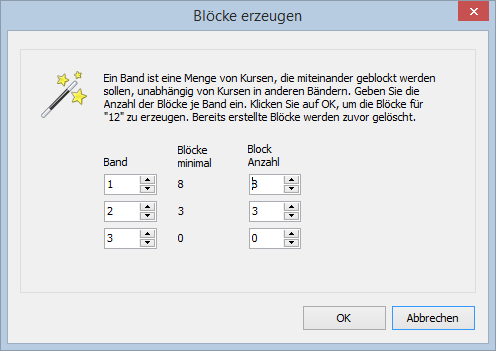 Blöcke erzeugen
Ein Band ist eine Menge von Kursen, die miteinander geblockt werden
sollen, unabhängig von Kursen in anderen Bändern. Geben Sie die
Anzahl der Blöcke je Band ein. Klicken Sie auf OK, um die Blöcke für
"12" zu erzeugen. Bereits erstellte Blöcke werden zuvor gelöscht.
Band Blöcke minimal Block Anzahl
1 8 8
2 3 3
3 0 0
OK Abbrechen